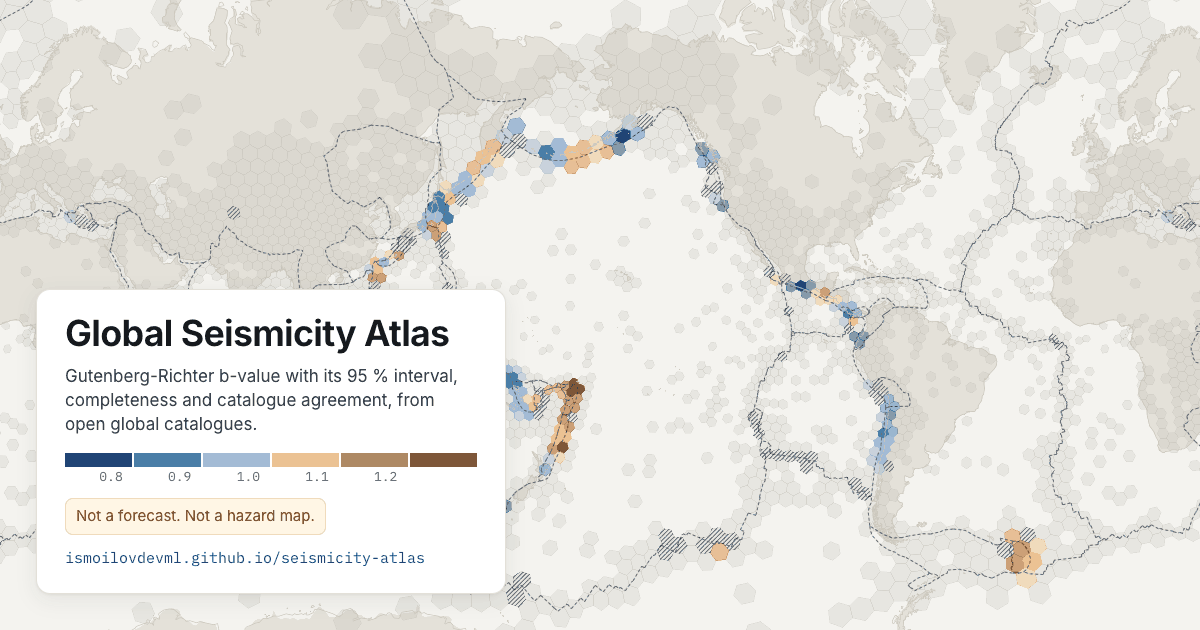 Global Seismicity Atlas
Gutenberg-Richter b-value with its 95 % interval,
completeness and catalogue agreement, from
open global catalogues.
0.8 0.9 1.0 1.1 1.2
Not a forecast. Not a hazard map.
ismoilovdevml.github.io/seismicity-atlas